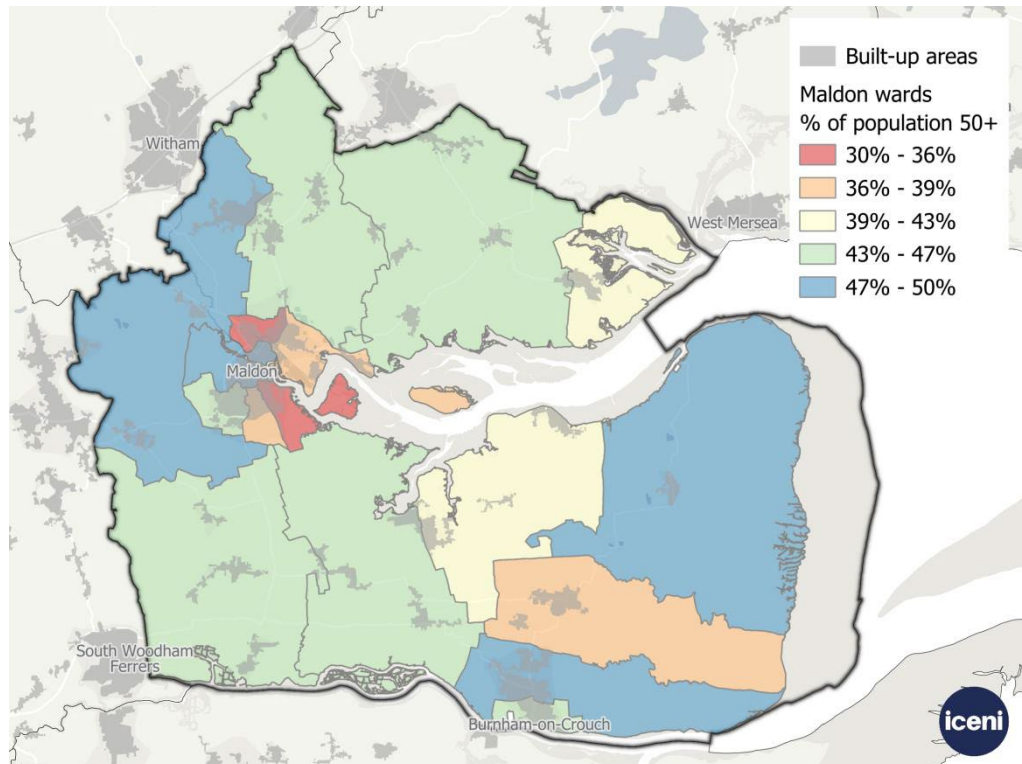 Built-up areas
Maldon wards
% of population 50+
30% - 36%
36% - 39%
39% - 43%
43% - 47%
47% - 50%
Witham
West Mersea
Maldon
South Woodham
Ferrers
Burnham-on-Crouch
iceni